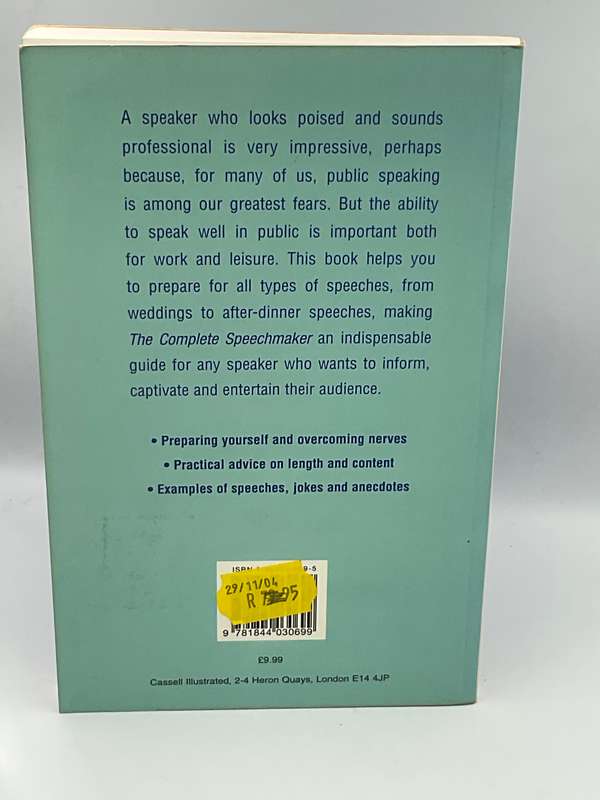 A speaker who looks poised and sounds
professional is very impressive, perhaps
because, for many of us, public speaking
is among our greatest fears. But the ability
to speak well in public is important both
for work and leisure. This book helps you
to prepare for all types of speeches, from
weddings to after-dinner speeches, making
The Complete Speechmaker an indispensable
guide for any speaker who wants to inform,
captivate and entertain their audience.
• Preparing yourself and overcoming nerves
• Practical advice on length and content
• Examples of speeches, jokes and anecdotes
ISBN 9-5
29/11/04
R 95
9 781844 030699
£9.99
Cassell Illustrated, 2-4 Heron Quays, London E14 4JP